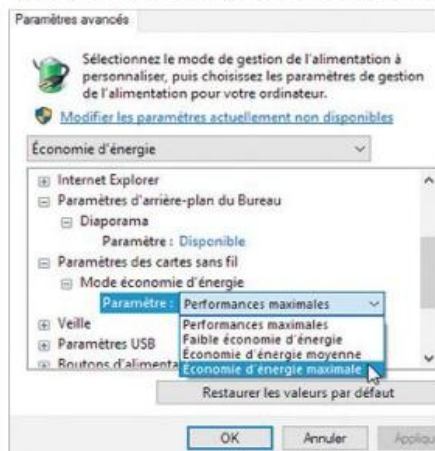 Paramètres avancés
Sélectionnez le mode de gestion de l'alimentation à
personnaliser, puis choisissez les paramètres de gestion
de l'alimentation pour votre ordinateur.
Modifier les paramètres actuellement non disponibles
Économie d'énergie
Internet Explorer
Paramètres d'arrière-plan du Bureau
Diaporama
Paramètre : Disponible
Paramètres des cartes sans fil
Mode économie d'énergie
Paramètre : Performances maximales
Performances maximales
Veille
Faible économie d'énergie
Paramètres USB
Économie d'énergie moyenne
Boutons d'alimenta
Économie d'énergie maximale
Restaurer les valeurs par défaut
OK Annuler Appliqu